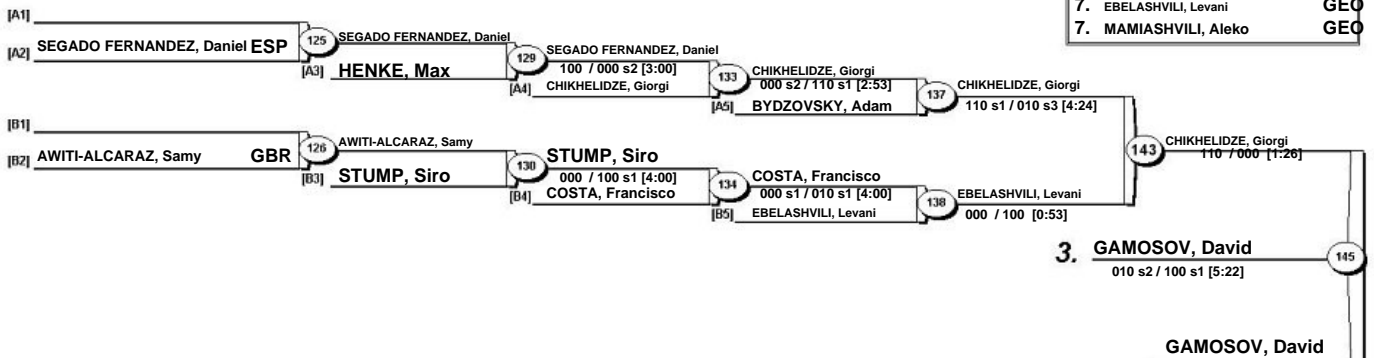 7. EBELASHVILI, Levani GEO
7. MAMIASHVILI, Aleko GEO
[A1]
[A2] SEGADO FERNANDEZ, Daniel ESP
125
SEGADO FERNANDEZ, Daniel
[A3] HENKE, Max
129
SEGADO FERNANDEZ, Daniel
100 / 000 s2 [3:00]
[A4] CHIKHELIDZE, Giorgi
133
CHIKHELIDZE, Giorgi
000 s2 / 110 s1 [2:53]
[A5] BYDZOVSKY, Adam
137
CHIKHELIDZE, Giorgi
110 s1 / 010 s3 [4:24]
[B1]
[B2] AWITI-ALCARAZ, Samy GBR
126
AWITI-ALCARAZ, Samy
[B3] STUMP, Siro
130
STUMP, Siro
000 / 100 s1 [4:00]
[B4] COSTA, Francisco
134
COSTA, Francisco
000 s1 / 010 s1 [4:00]
[B5] EBELASHVILI, Levani
138
EBELASHVILI, Levani
000 / 100 [0:53]
143
CHIKHELIDZE, Giorgi
110 / 000 [1:26]
3. GAMOSOV, David
010 s2 / 100 s1 [5:22]
145
GAMOSOV, David